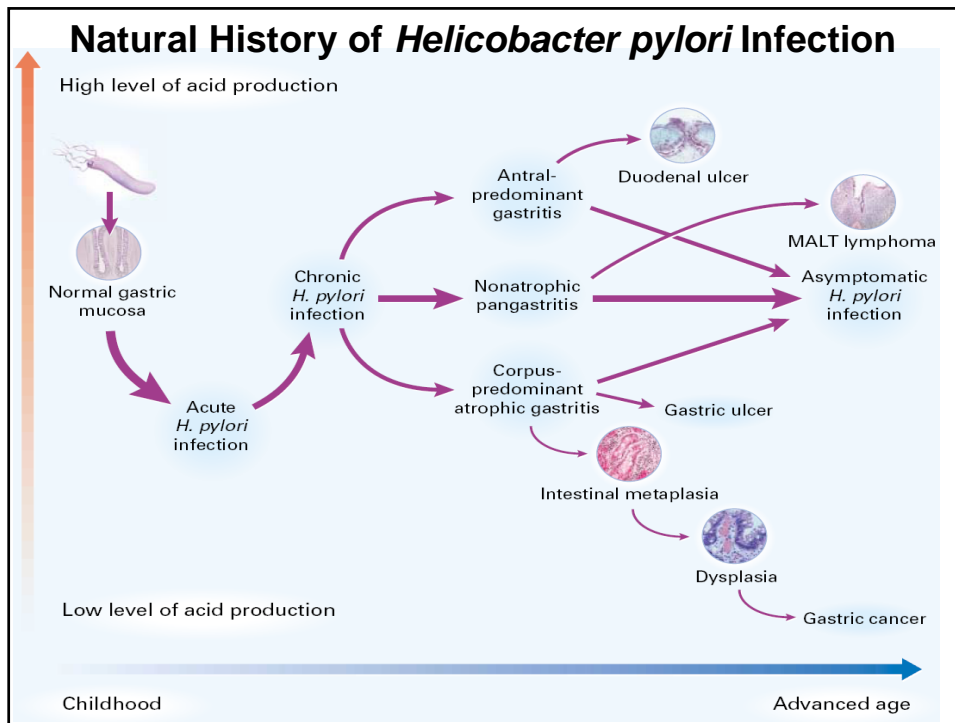 Natural History of Helicobacter pylori Infection
High level of acid production
Duodenal ulcer
Antral-
predominant
gastritis
MALT lymphoma
Normal gastric
mucosa
Chronic
H. pylori
infection
Nonatrophic
pangastritis
Asymptomatic
H. pylori
infection
Corpus-
predominant
atrophic gastritis
Acute
H. pylori
infection
Gastric ulcer
Intestinal metaplasia
Dysplasia
Low level of acid production
Gastric cancer
Childhood
Advanced age